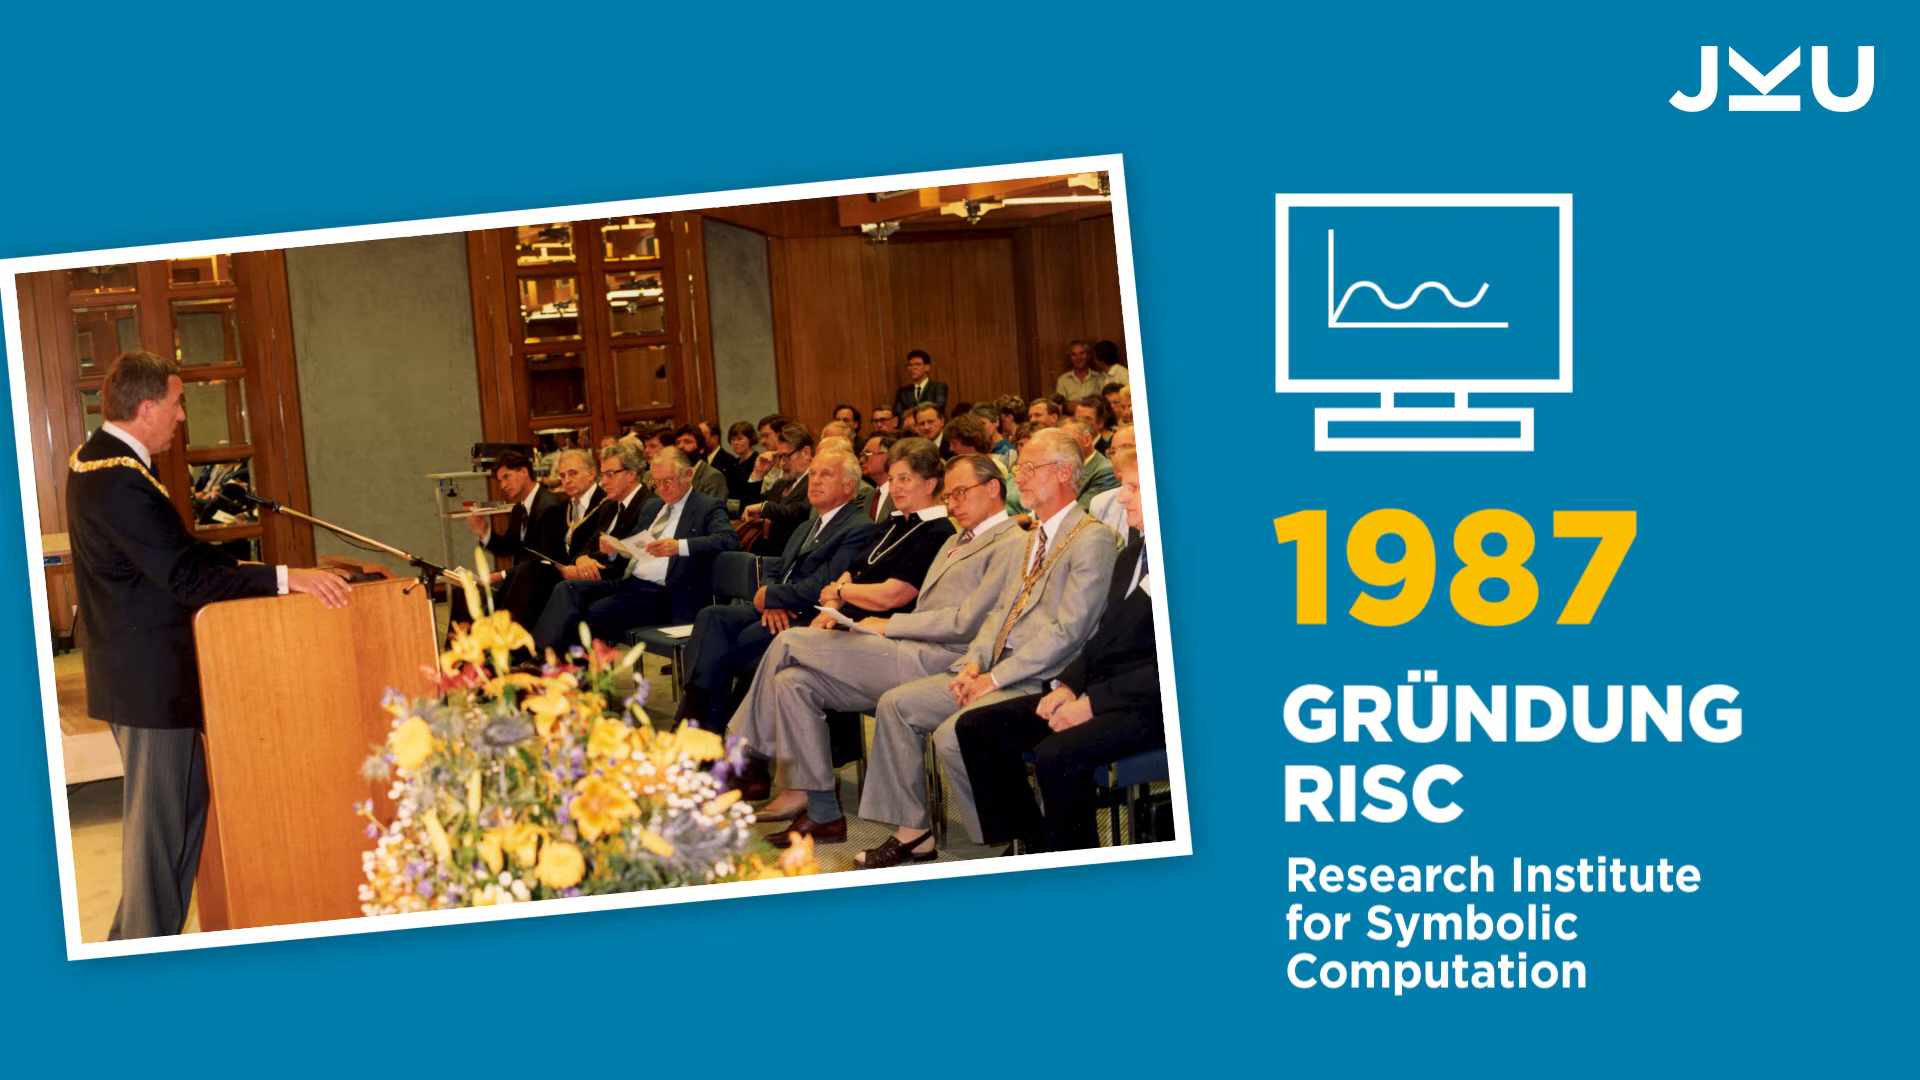 JKU
1987
GRÜNDUNG
RISC
Research Institute
for Symbolic
Computation